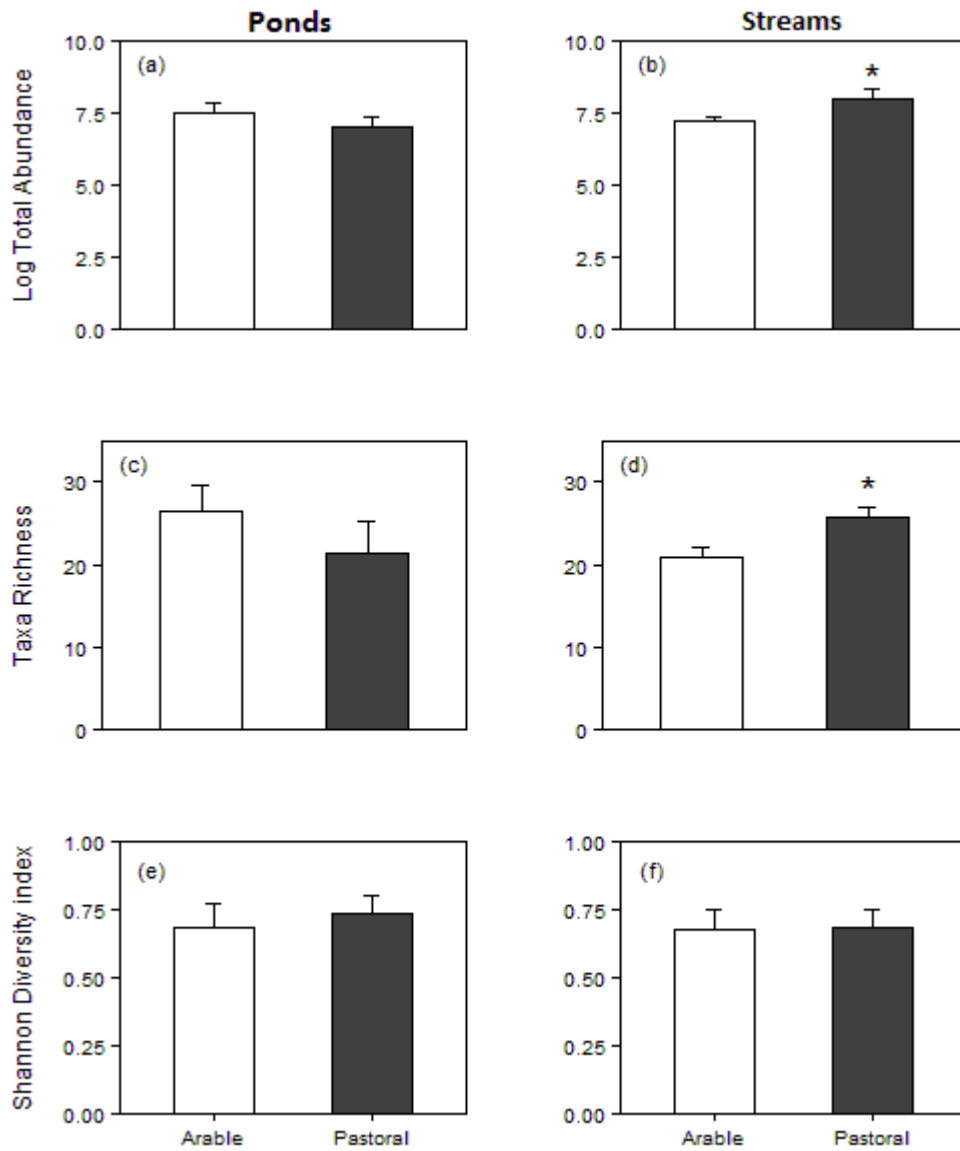 Ponds
Streams
Log Total Abundance
10.0
7.5
5.0
2.5
0.0
(a)
10.0
7.5
5.0
2.5
0.0
(b)
*
Taxa Richness
30
20
10
0
(c)
30
20
10
0
(d)
*
Shannon Diversity index
1.00
0.75
0.50
0.25
0.00
(e)
Arable Pastoral
1.00
0.75
0.50
0.25
0.00
(f)
Arable Pastoral